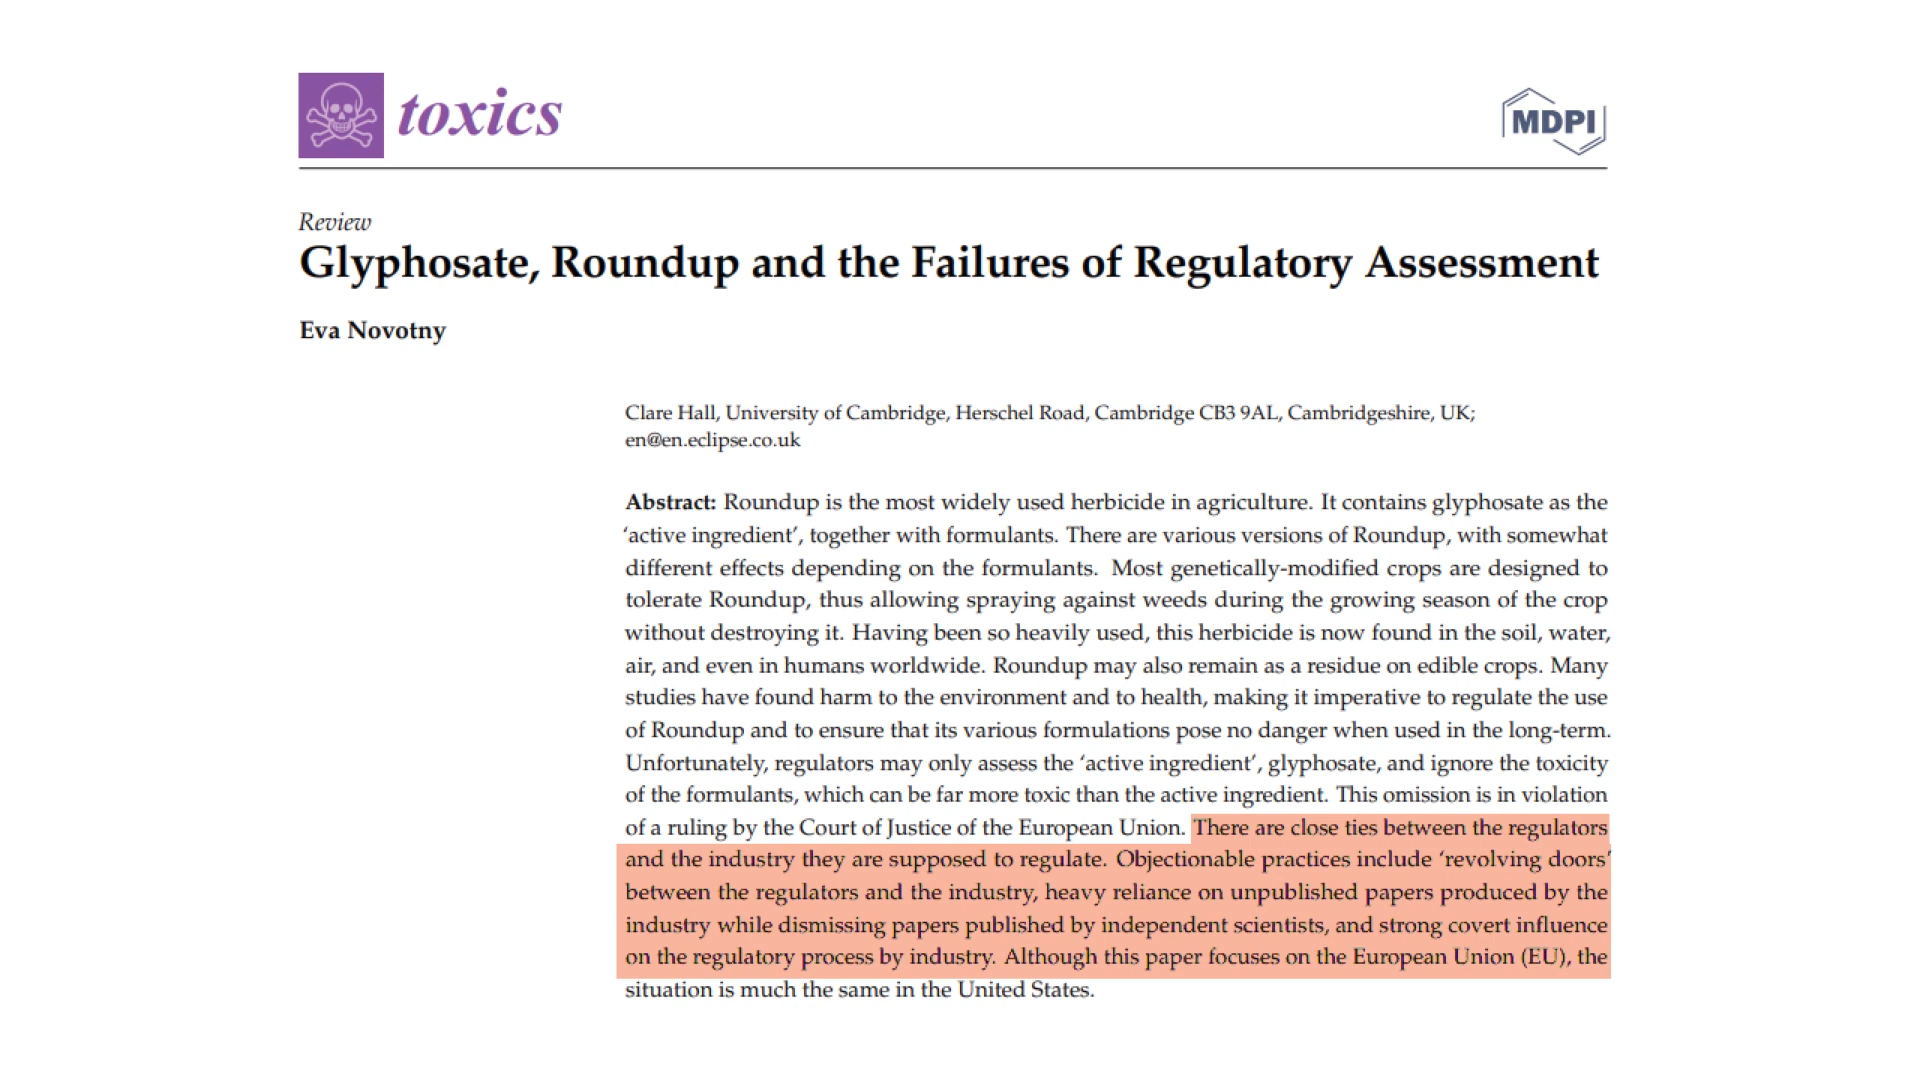 toxics
MDPI
Review
Glyphosate, Roundup and the Failures of Regulatory Assessment
Eva Novotny
Clare Hall, University of Cambridge, Herschel Road, Cambridge CB3 9AL, Cambridgeshire, UK;
en@en.eclipse.co.uk
Abstract: Roundup is the most widely used herbicide in agriculture. It contains glyphosate as the
‘active ingredient’, together with formulants. There are various versions of Roundup, with somewhat
different effects depending on the formulants. Most genetically-modified crops are designed to
tolerate Roundup, thus allowing spraying against weeds during the growing season of the crop
without destroying it. Having been so heavily used, this herbicide is now found in the soil, water,
air, and even in humans worldwide. Roundup may also remain as a residue on edible crops. Many
studies have found harm to the environment and to health, making it imperative to regulate the use
of Roundup and to ensure that its various formulations pose no danger when used in the long-term.
Unfortunately, regulators may only assess the ‘active ingredient’, glyphosate, and ignore the toxicity
of the formulants, which can be far more toxic than the active ingredient. This omission is in violation
of a ruling by the Court of Justice of the European Union. There are close ties between the regulators
and the industry they are supposed to regulate. Objectionable practices include ‘revolving doors’
between the regulators and the industry, heavy reliance on unpublished papers produced by the
industry while dismissing papers published by independent scientists, and strong covert influence
on the regulatory process by industry. Although this paper focuses on the European Union (EU), the
situation is much the same in the United States.